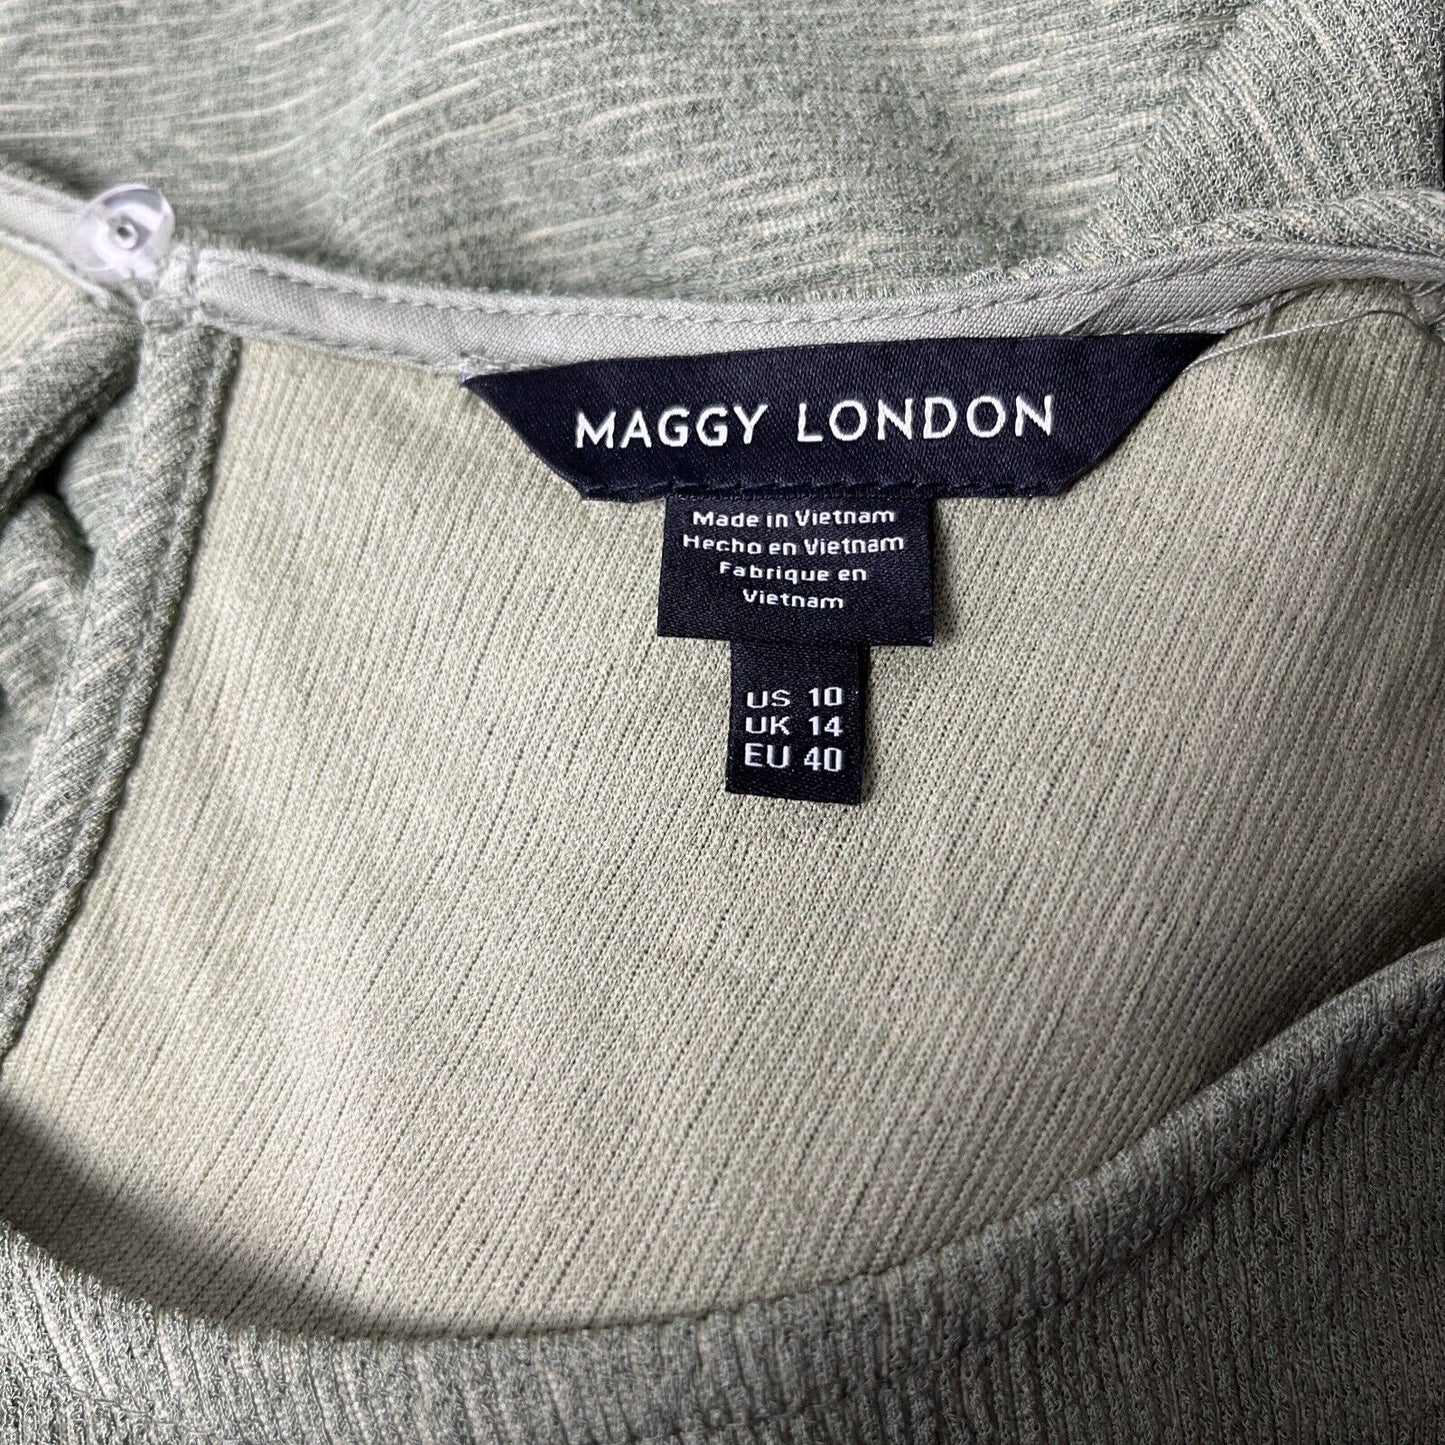 MAGGY LONDON
Made in Vietnam
Hecho en Vietnam
Fabrique en
Vietnam
US 10
UK 14
EU 40